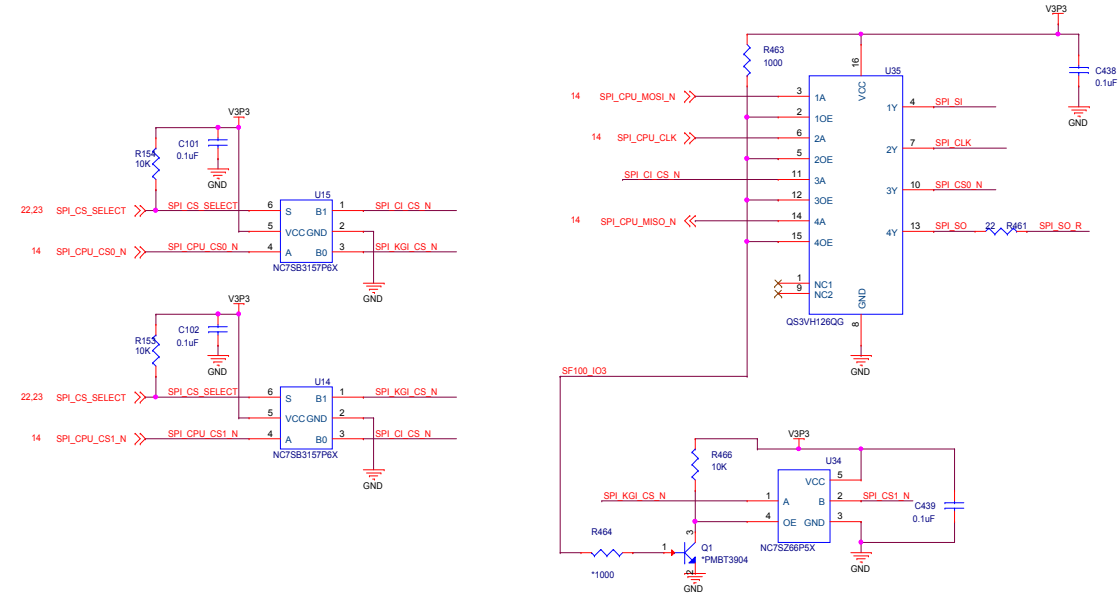 V3P3
R154
10K
C101
0.1uF
GND
U15
22,23 SPI_CS_SELECT SPI_CS_SELECT 6 S B1 1 SPI_CI_CS_N
5 VCC GND 2
14 SPI_CPU_CS0_N SPI_CPU_CS0_N 4 A B0 3 SPI_KGI_CS_N
NC7SB3157P6X
GND
V3P3
R153
10K
C102
0.1uF
GND
U14
22,23 SPI_CS_SELECT SPI_CS_SELECT 6 S B1 1 SPI_KGI_CS_N
5 VCC GND 2
14 SPI_CPU_CS1_N SPI_CPU_CS1_N 4 A B0 3 SPI_CI_CS_N
NC7SB3157P6X
GND
V3P3
R463
1000
C438
0.1uF
GND
U35
16
VCC
14 SPI_CPU_MOSI_N 3 1A
1Y 4 SPI_SI
2 1OE
14 SPI_CPU_CLK 6 2A
2Y 7 SPI_CLK
5 2OE
SPI_CI_CS_N 11 3A
3Y 10 SPI_CS0_N
12 3OE
14 SPI_CPU_MISO_N 14 4A
4Y 13 SPI_SO 22 R461 SPI_SO_R
15 4OE
1 NC1
9 NC2
GND
8
QS3VH126QG
GND
SF100_IO3
V3P3
R466
10K
U34
VCC 5
SPI_KGI_CS_N 1 A B 2 SPI_CS1_N
4 OE GND 3
NC7SZ66P5X
C439
0.1uF
GND
R464
*1000
1
3
2
Q1
*PMBT3904
GND